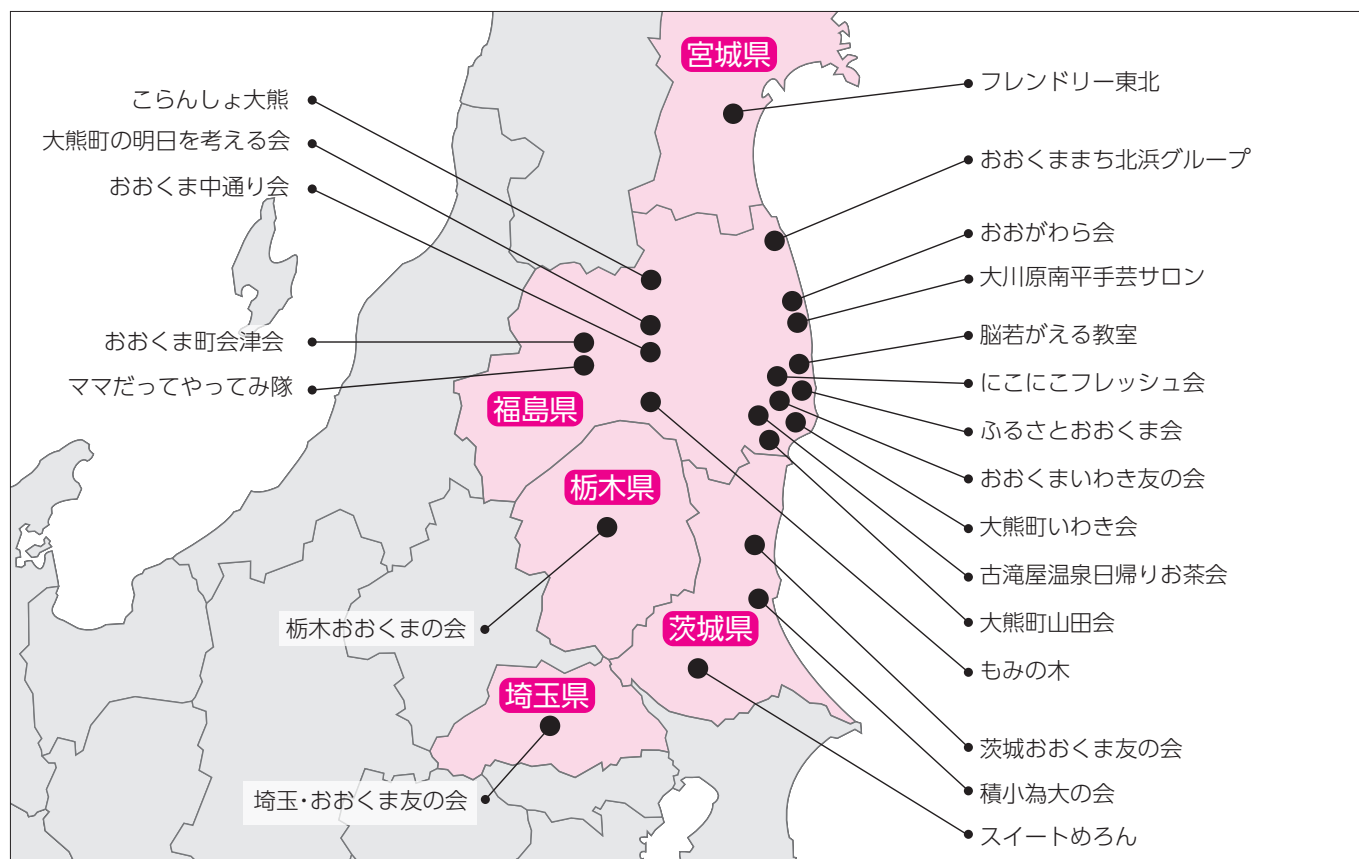 宮城県
フレンドリー東北
こらんしょ大熊
大熊町の明日を考える会
おおくままち北浜グループ
おおくま中通り会
おおがわら会
大川原南平手芸サロン
脳若がえる教室
おおくま町会津会
にこにこフレッシュ会
ママだってやってみ隊
福島県
ふるさとおおくま会
おおくまいわき友の会
栃木県
大熊町いわき会
古滝屋温泉日帰りお茶会
大熊町山田会
栃木おおくまの会
茨城県
もみの木
埼玉県
茨城おおくま友の会
積小為大の会
埼玉・おおくま友の会
スイートめろん